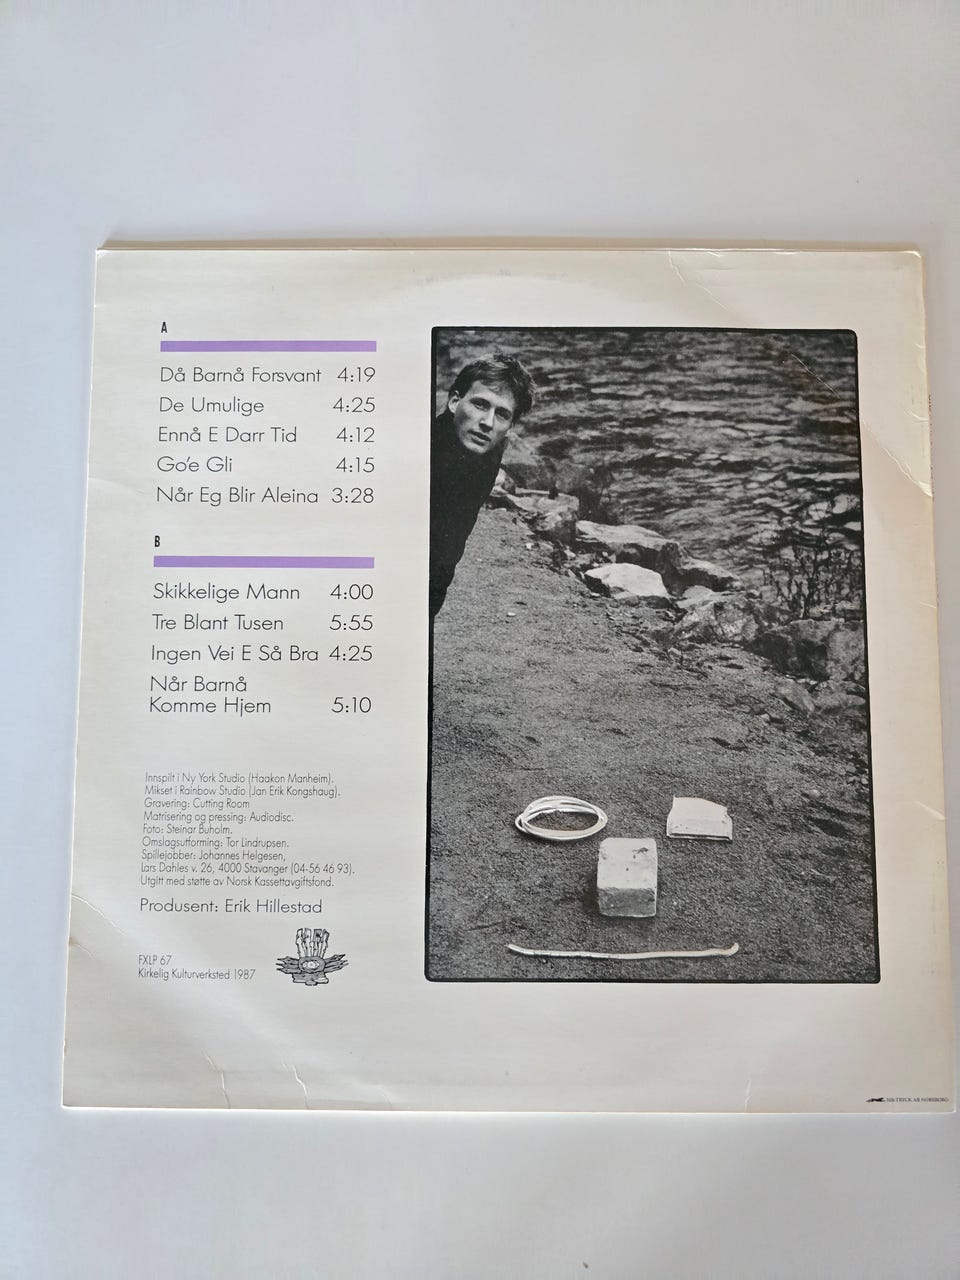 A
Då Barnå Forsvant 4:19
De Umulige 4:25
Ennå E Darr Tid 4:12
Go'e Gli 4:15
Når Eg Blir Aleina 3:28
B
Skikkelige Mann 4:00
Tre Blant Tusen 5:55
Ingen Vei E Så Bra 4:25
Når Barnå
Komme Hjem 5:10
Innspilt i Ny York Studio (Haakon Manheim).
Mikset i Rainbow Studio (Jan Erik Kongshaug).
Gravering: Cutting Room
Matrisering og pressing: Audiodisc.
Foto: Steinar Buholm.
Omslagsutforming: Tor Lindrupsen.
Spillejobber: Johannes Helgesen,
Lars Dahles v. 26, 4000 Stavanger (04-56 46 93).
Utgitt med støtte av Norsk Kassettavgiftsfond.
Produsent: Erik Hillestad
FXLP 67
Kirkelig Kulturverksted 1987
TRYCK AB NORSBORG